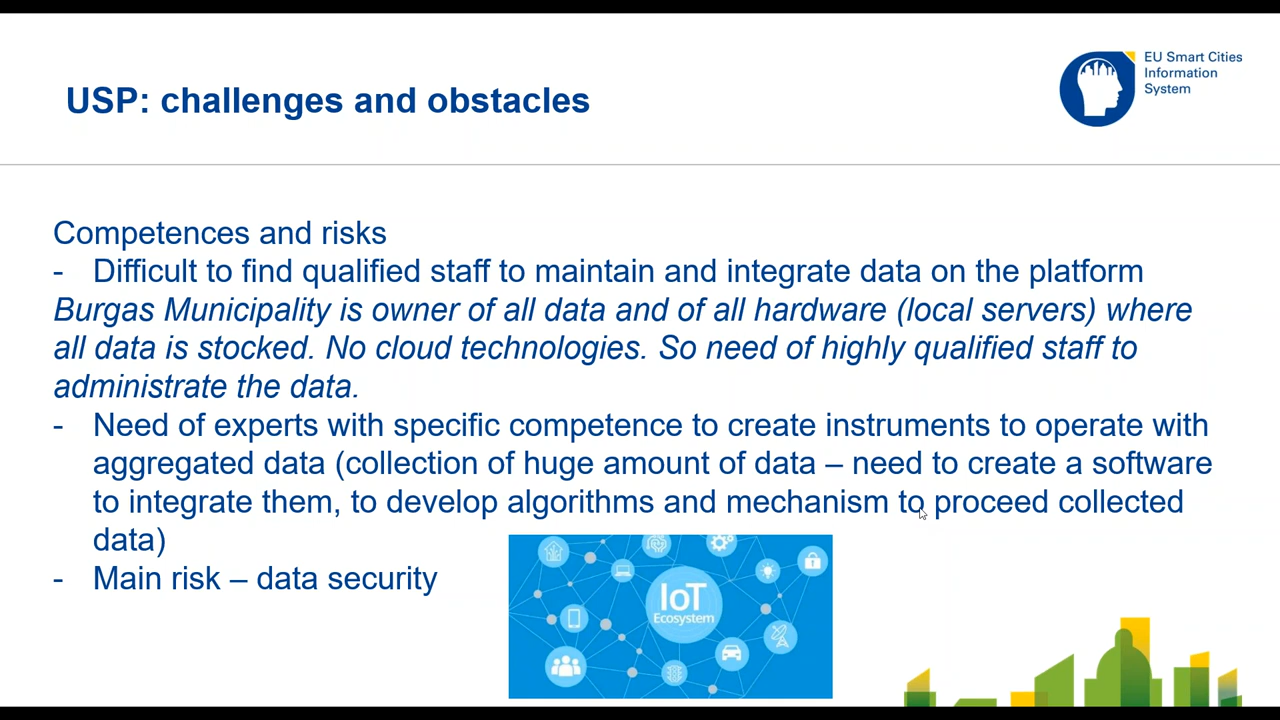 USP: challenges and obstacles
EU Smart Cities
Information
System
Competences and risks
- Difficult to find qualified staff to maintain and integrate data on the platform
Burgas Municipality is owner of all data and of all hardware (local servers) where
all data is stocked. No cloud technologies. So need of highly qualified staff to
administrate the data.
- Need of experts with specific competence to create instruments to operate with
aggregated data (collection of huge amount of data – need to create a software
to integrate them, to develop algorithms and mechanism to proceed collected
data)
- Main risk – data security
IoT
Ecosystem